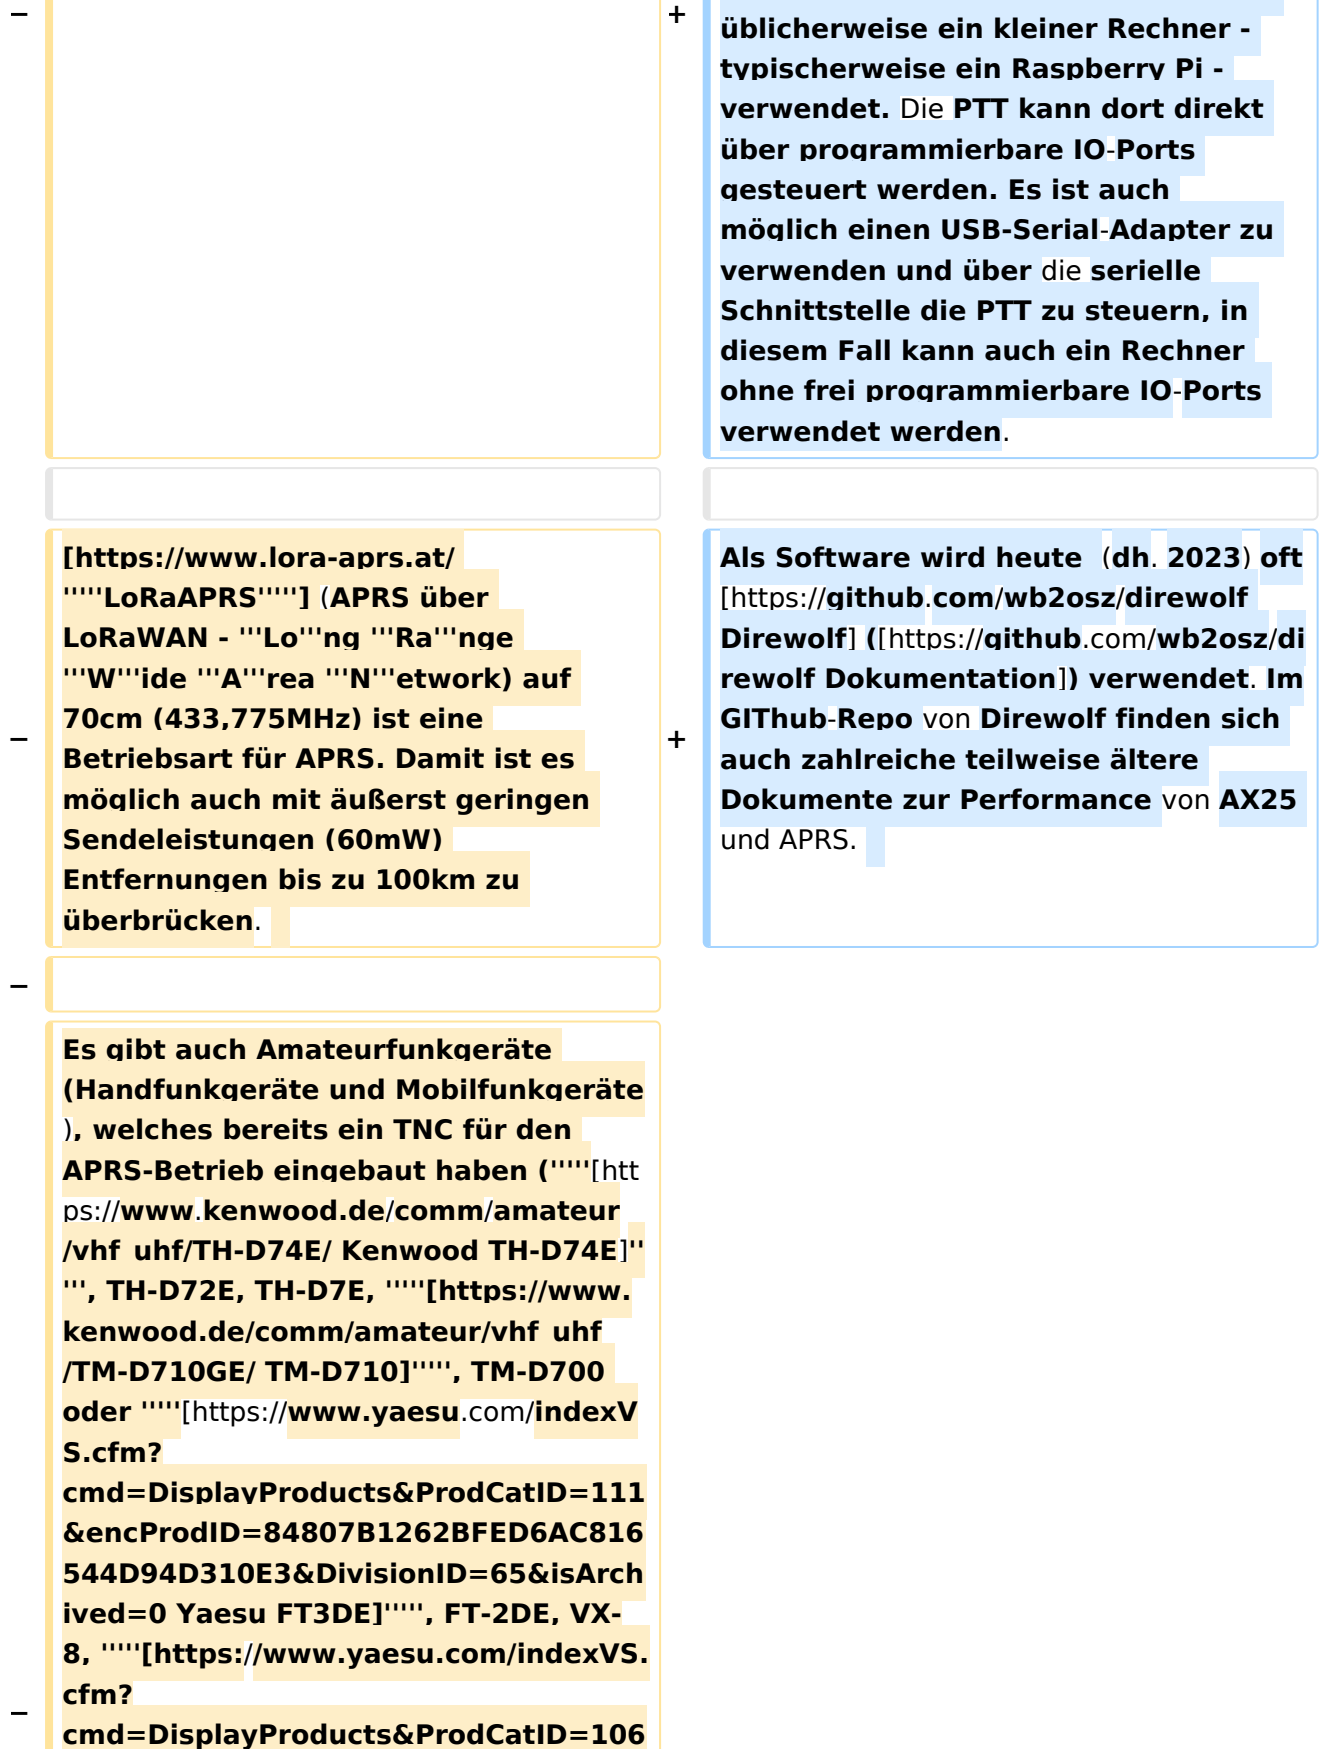 −
+
üblicherweise ein kleiner Rechner -
typischerweise ein Raspberry Pi -
verwendet. Die PTT kann dort direkt
über programmierbare IO-Ports
gesteuert werden. Es ist auch
möglich einen USB-Serial-Adapter zu
verwenden und über die serielle
Schnittstelle die PTT zu steuern, in
diesem Fall kann auch ein Rechner
ohne frei programmierbare IO-Ports
verwendet werden.
−
[https://www.lora-aprs.at/
'''''LoRaAPRS'''''] (APRS über
LoRaWAN - '''Lo'''ng '''Ra'''nge
'''W'''ide '''A'''rea '''N'''etwork) auf
70cm (433,775MHz) ist eine
Betriebsart für APRS. Damit ist es
möglich auch mit äußerst geringen
Sendeleistungen (60mW)
Entfernungen bis zu 100km zu
überbrücken.
+
Als Software wird heute  (dh. 2023) oft
[https://github.com/wb2osz/direwolf
Direwolf] ([https://github.com/wb2osz/di
rewolf Dokumentation]) verwendet. Im
GIThub-Repo von Direwolf finden sich
auch zahlreiche teilweise ältere
Dokumente zur Performance von AX25
und APRS.
−
−
Es gibt auch Amateurfunkgeräte
(Handfunkgeräte und Mobilfunkgeräte
), welches bereits ein TNC für den
APRS-Betrieb eingebaut haben ('''''[htt
ps://www.kenwood.de/comm/amateur
/vhf_uhf/TH-D74E/ Kenwood TH-D74E]''
''', TH-D72E, TH-D7E, '''''[https://www.
kenwood.de/comm/amateur/vhf_uhf
/TM-D710GE/ TM-D710]''''', TM-D700
oder '''''[https://www.yaesu.com/indexV
S.cfm?
cmd=DisplayProducts&ProdCatID=111
&encProdID=84807B1262BFED6AC816
544D94D310E3&DivisionID=65&isArch
ived=0 Yaesu FT3DE]''''', FT-2DE, VX-
8, '''''[https://www.yaesu.com/indexVS.
cfm?
cmd=DisplayProducts&ProdCatID=106